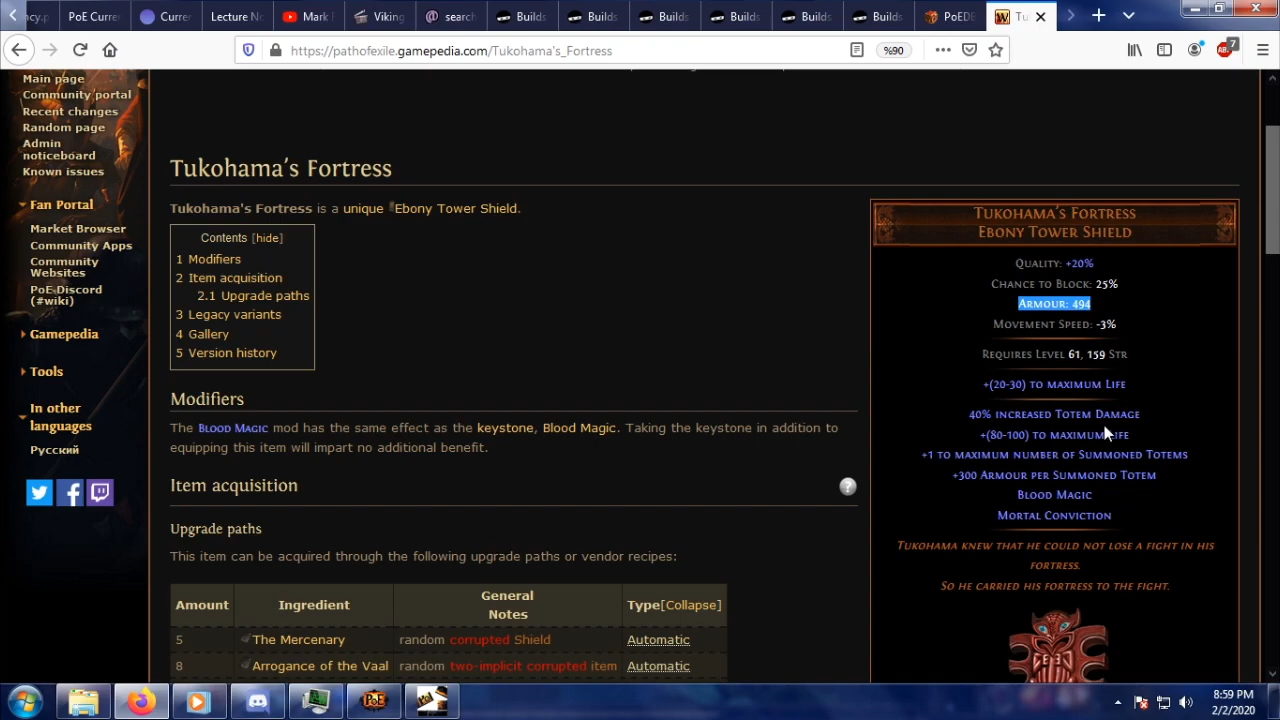 ncy.p
PoE Curre
Curre
Lecture No
Mark
Viking
search
Builds
Builds
Builds
Builds
Builds
Builds
PoEDB
Tu
https://pathofexile.gamepedia.com/Tukohama's_Fortress
%90
7
Main page
Community portal
Recent changes
Random page
Admin
noticeboard
Known issues
Fan Portal
Market Browser
Community Apps
Community
Websites
PoE Discord
(#wiki)
Gamepedia
Tools
In other
languages
Русский
Tukohama's Fortress
Tukohama's Fortress is a unique Ebony Tower Shield.
Contents [hide]
1 Modifiers
2 Item acquisition
2.1 Upgrade paths
3 Legacy variants
4 Gallery
5 Version history
Modifiers
The Blood Magic mod has the same effect as the keystone, Blood Magic. Taking the keystone in addition to
equipping this item will impart no additional benefit.
Item acquisition
?
Upgrade paths
This item can be acquired through the following upgrade paths or vendor recipes:
Amount Ingredient General Notes Type[Collapse]
5 The Mercenary random corrupted Shield Automatic
8 Arrogance of the Vaal random two-implicit corrupted item Automatic
Tukohama's Fortress
Ebony Tower Shield
Quality: +20%
Chance to Block: 25%
Armour: 494
Movement Speed: -3%
Requires Level 61, 159 Str
+(20-30) to maximum Life
40% increased Totem Damage
+(80-100) to maximum Life
+1 to maximum number of Summoned Totems
+300 Armour per Summoned Totem
Blood Magic
Mortal Conviction
Tukohama knew that he could not lose a fight in his
fortress.
So he carried his fortress to the fight.
8:59 PM
2/2/2020